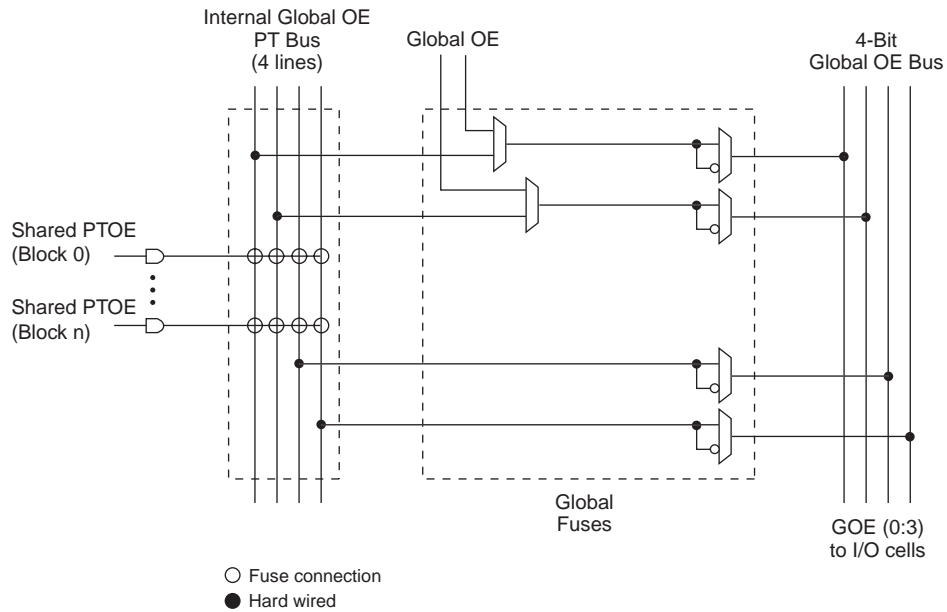 Internal Global OE
PT Bus
(4 lines)
Global OE
4-Bit
Global OE Bus
Shared PTOE
(Block 0)
Shared PTOE
(Block n)
Global
Fuses
GOE (0:3)
to I/O cells
Fuse connection
Hard wired